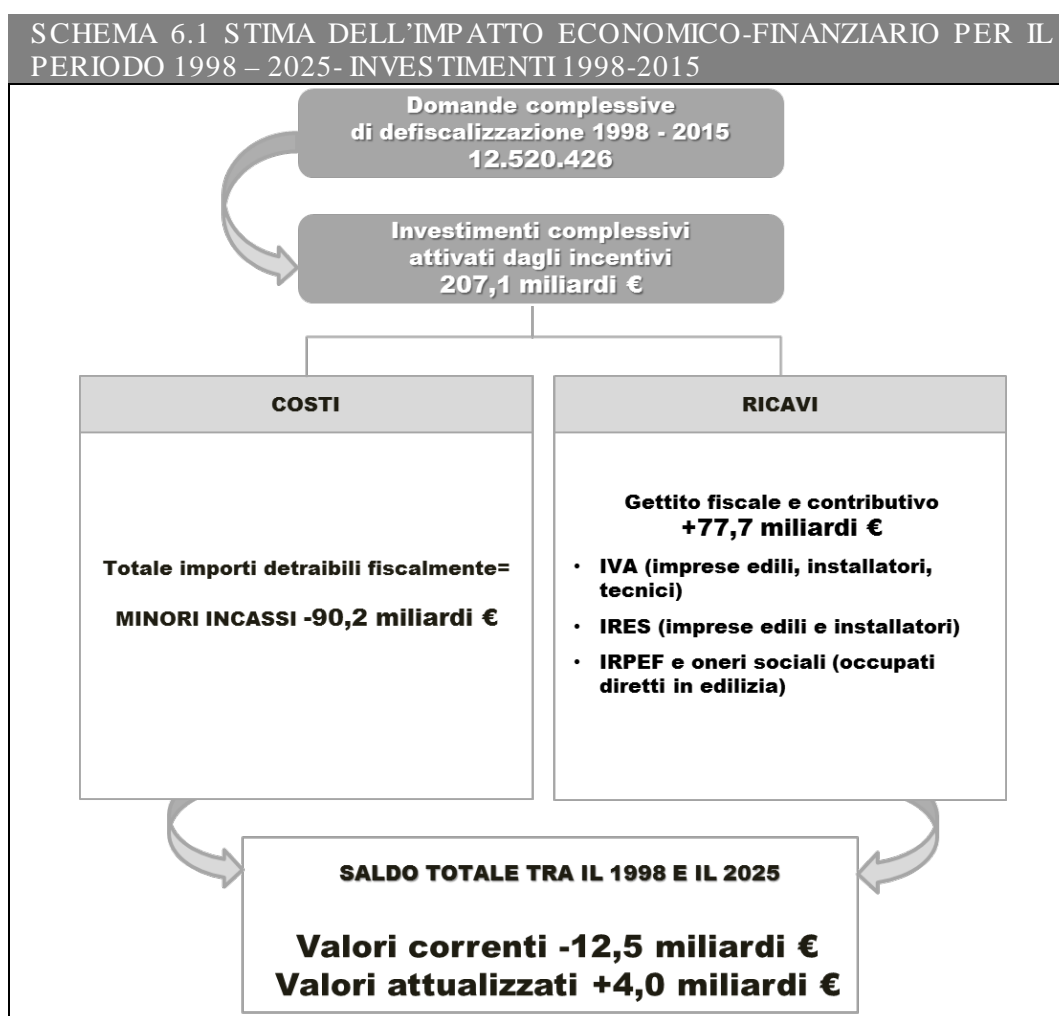 SCHEMA 6.1 STIMA DELL’IMPATTO ECONOMICO-FINANZIARIO PER IL
PERIODO 1998 – 2025- INVESTIMENTI 1998-2015
Domande complessive
di defiscalizzazione 1998 - 2015
12.520.426
Investimenti complessivi
attivati dagli incentivi
207,1 miliardi €
COSTI
Totale importi detraibili fiscalmente=
MINORI INCASSI -90,2 miliardi €
RICAVI
Gettito fiscale e contributivo
+77,7 miliardi €
• IVA (imprese edili, installatori,
tecnici)
• IRES (imprese edili e installatori)
• IRPEF e oneri sociali (occupati
diretti in edilizia)
SALDO TOTALE TRA IL 1998 E IL 2025
Valori correnti -12,5 miliardi €
Valori attualizzati +4,0 miliardi €